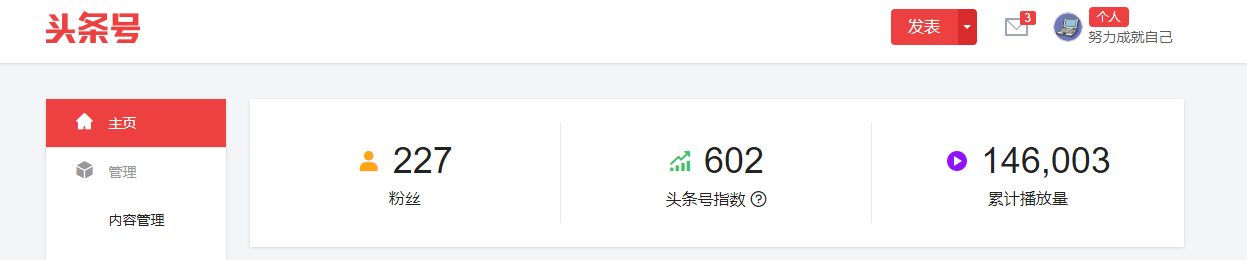 头条号
发表
3
个人
努力成就自己
主页
管理
内容管理
227
粉丝
602
头条号指数
146,003
累计播放量